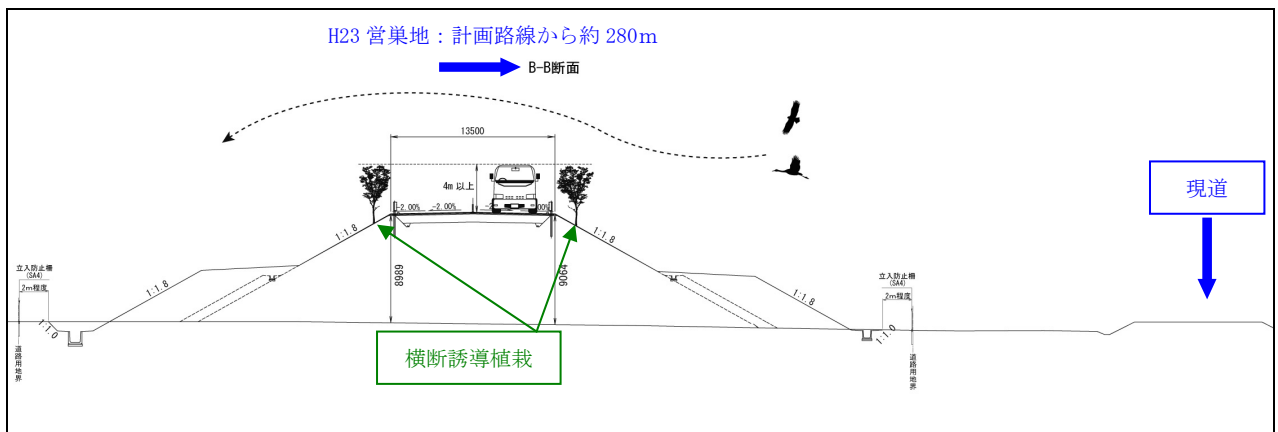 H23 営巣地：計画路線から約 280ｍ
B-B断面
13500
4m 以上
-2.00%
-2.00%
1:1.8
1:1.8
現道
8989
9064
立入防止柵
(SA4)
2m程度
1:1.8
1:1.0
道路用地界
1:1.8
立入防止柵
(SA4)
2m程度
1:1.0
道路用地界
横断誘導植栽